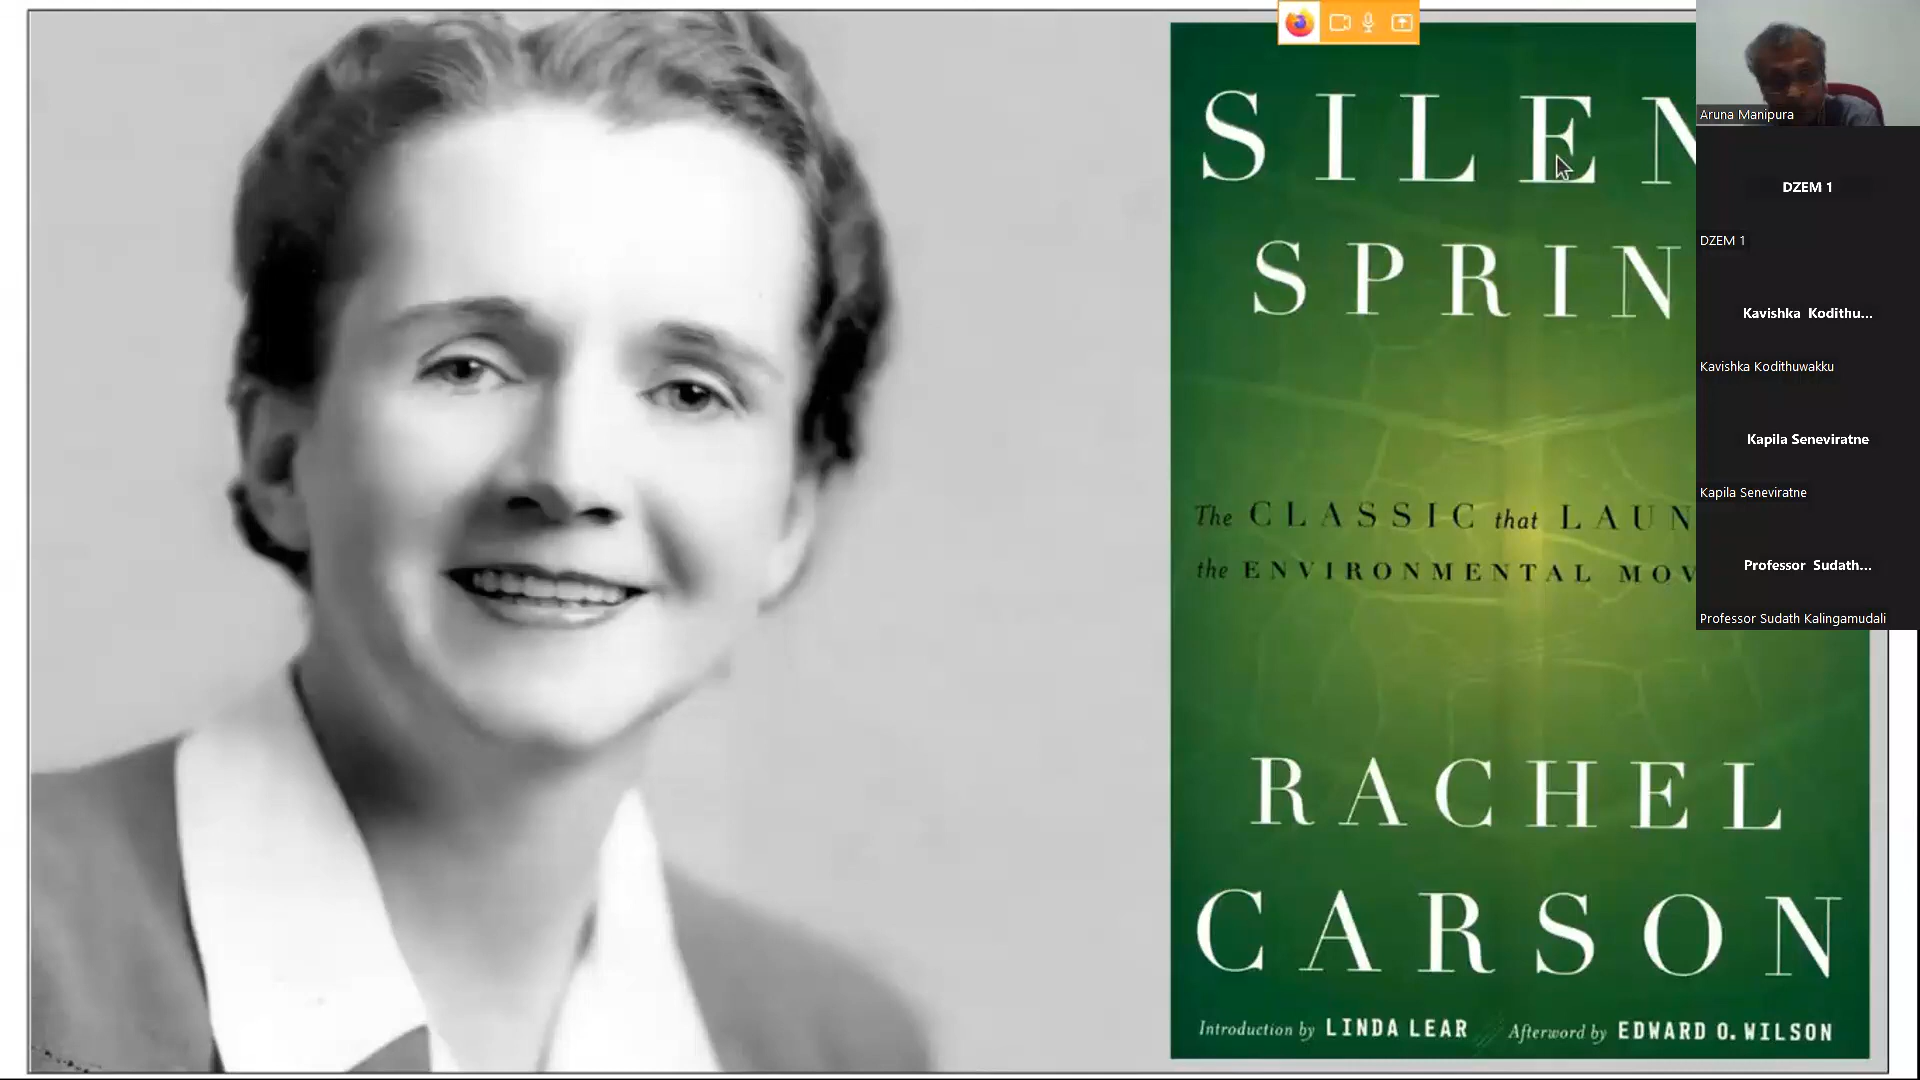 SILEN
SPRIN
The CLASSIC that LAUN
the ENVIRONMENTAL MOV
RACHEL
CARSON
Introduction by LINDA LEAR // Afterword by EDWARD O. WILSON
Aruna Manipura
DZEM 1
DZEM 1
Kavishka Kodithu...
Kavishka Kodithuwakku
Kapila Seneviratne
Kapila Seneviratne
Professor Sudath...
Professor Sudath Kalingamudali